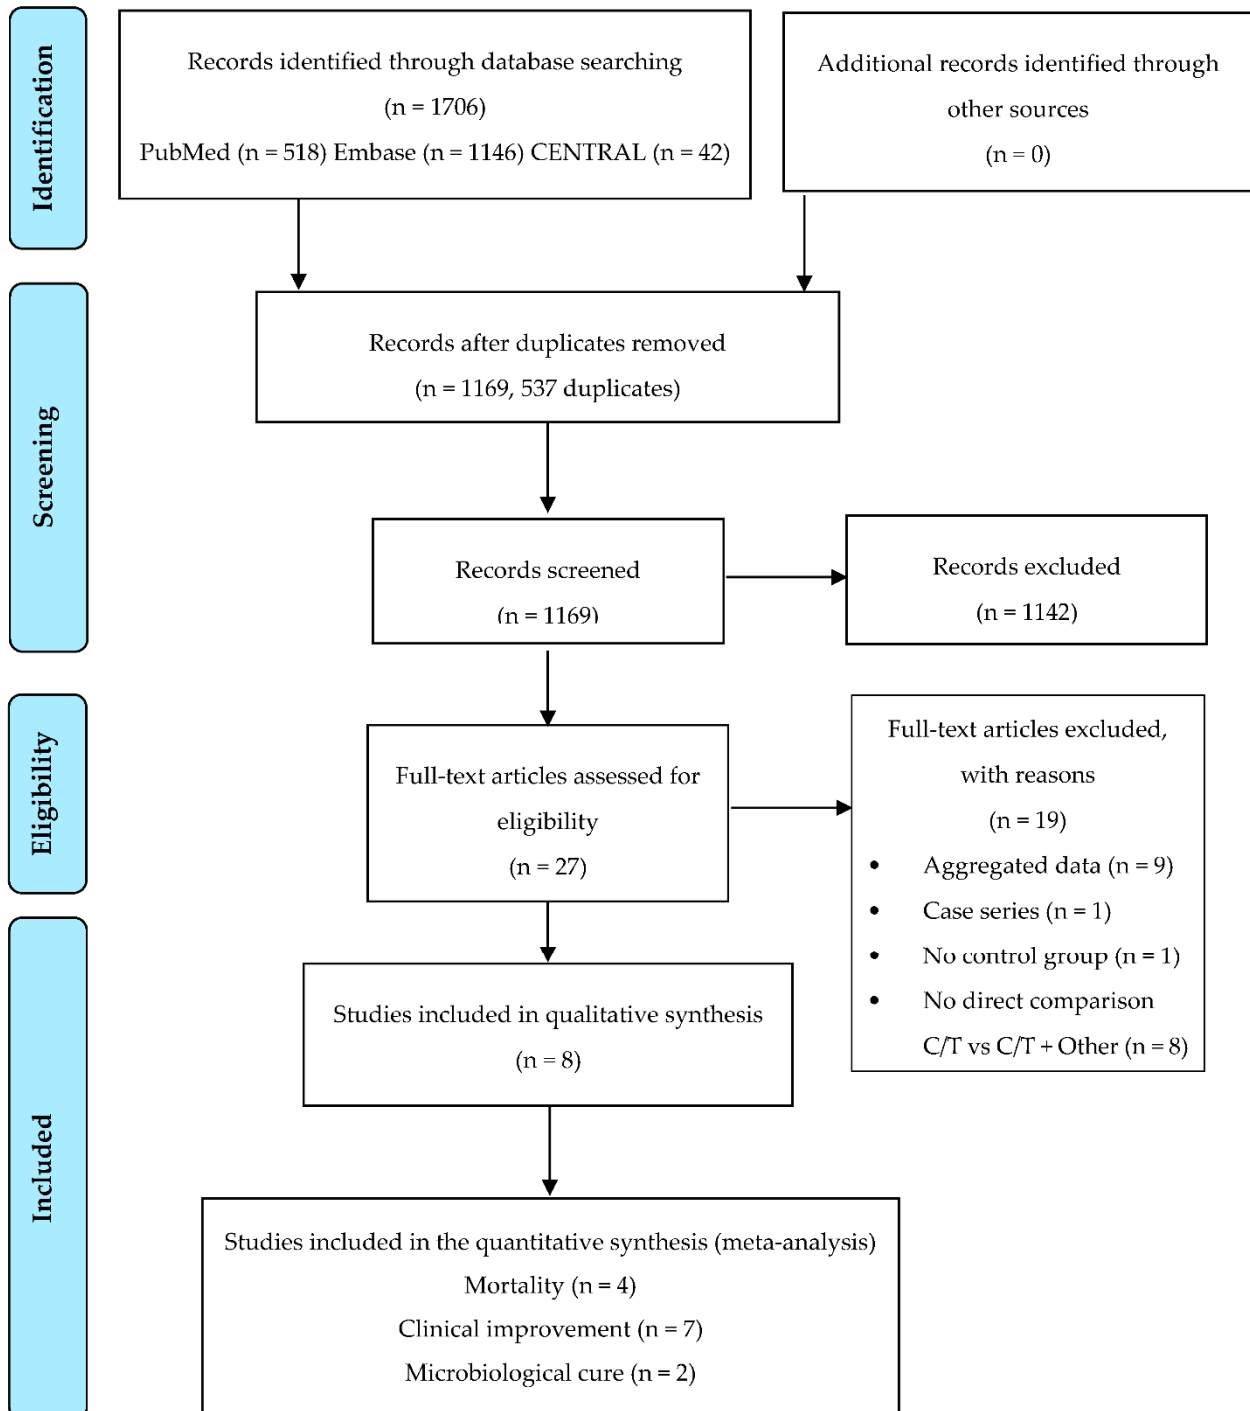 Identification
Records identified through database searching
(n = 1706)
PubMed (n = 518) Embase (n = 1146) CENTRAL (n = 42)
Additional records identified through
other sources
(n = 0)
Screening
Records after duplicates removed
(n = 1169, 537 duplicates)
Records screened
(n = 1169)
Records excluded
(n = 1142)
Eligibility
Full-text articles assessed for
eligibility
(n = 27)
Full-text articles excluded,
with reasons
(n = 19)
• Aggregated data (n = 9)
• Case series (n = 1)
• No control group (n = 1)
• No direct comparison
C/T vs C/T + Other (n = 8)
Included
Studies included in qualitative synthesis
(n = 8)
Studies included in the quantitative synthesis (meta-analysis)
Mortality (n = 4)
Clinical improvement (n = 7)
Microbiological cure (n = 2)